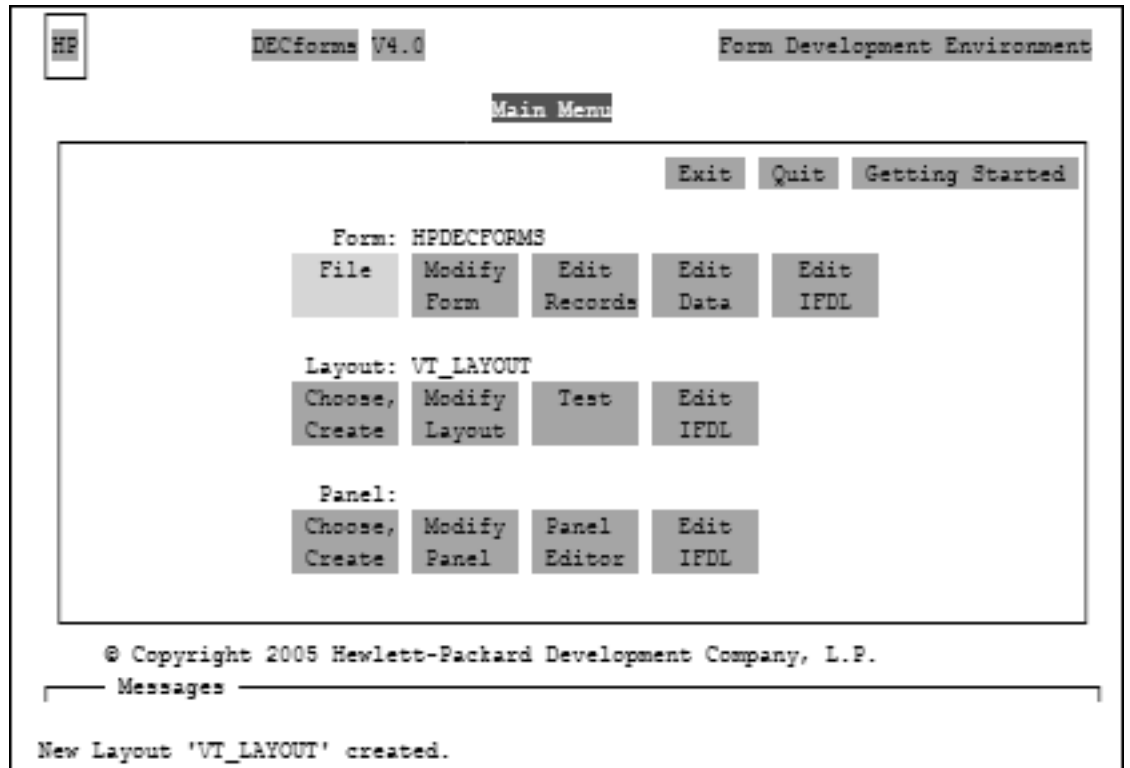 HP DECforms V4.0 Form Development Environment
Main Menu
Exit Quit Getting Started
Form: HPDECFORMS
File Modify Edit Edit Edit
Form Records Data IFDL
Layout: VT_LAYOUT
Choose, Modify Test Edit
Create Layout IFDL
Panel:
Choose, Modify Panel Edit
Create Panel Editor IFDL
© Copyright 2005 Hewlett-Packard Development Company, L.P.
Messages
New Layout 'VT_LAYOUT' created.